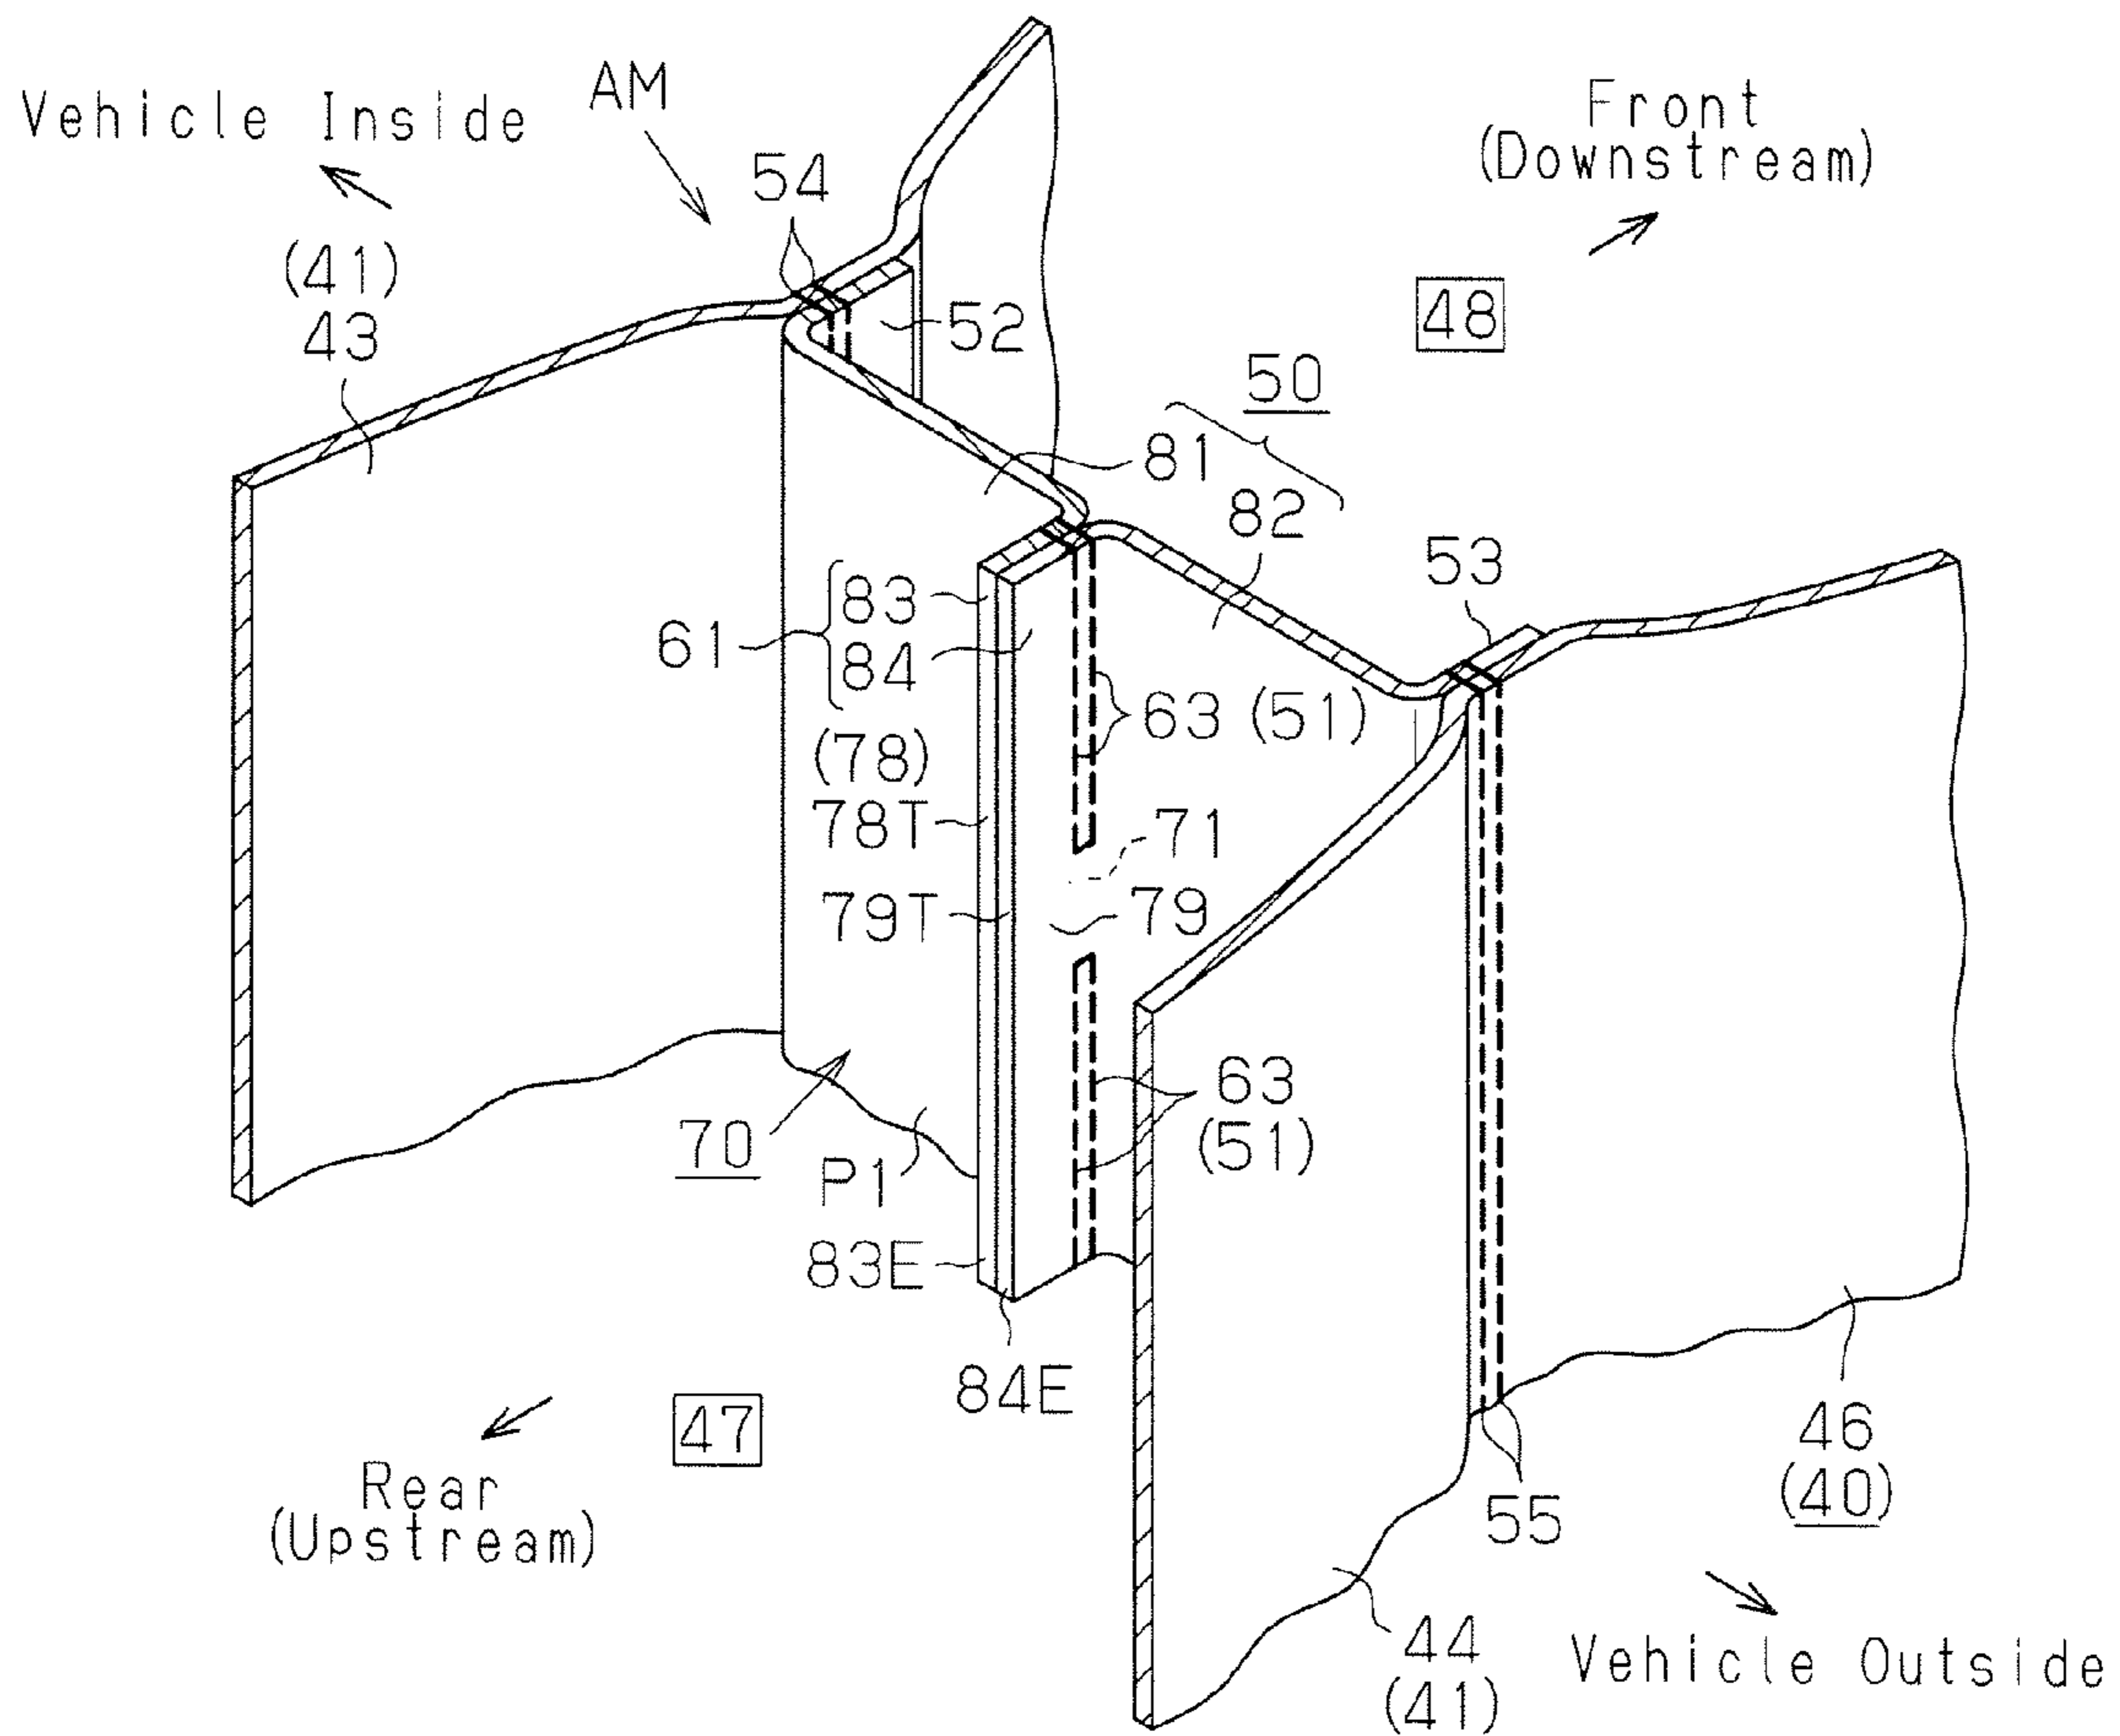 Vehicle Inside
AM
Front
(Downstream)
54
(41)
43
52
48
50
81
82
53
61
83
84
63 (51)
(78)
78T
71
79T
79
63
(51)
70
P1
83E
84E
47
Rear
(Upstream)
46
(40)
55
44
(41)
Vehicle Outside